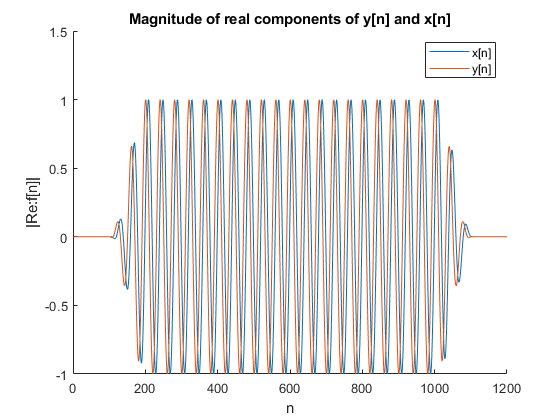 Magnitude of real components of y[n] and x[n]
1.5
x[n]
y[n]
1
0.5
|Re:f[n]|
0
-0.5
-1
0 200 400 600 800 1000 1200
n